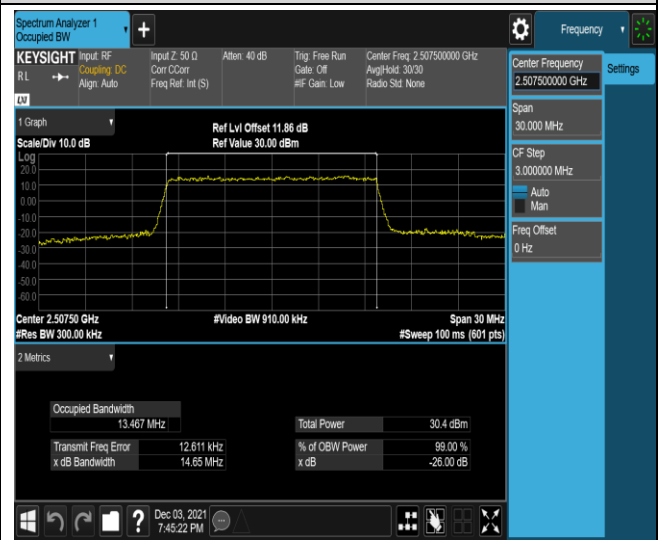 Spectrum Analyzer 1
Occupied BW
+
Frequency
KEYSIGHT
RL
LXI
Input: RF
Coupling: DC
Align: Auto
Input Z: 50 Ω
Corr CCorr
Freq Ref: Int (S)
Atten: 40 dB
Trig: Free Run
Gate: Off
#IF Gain: Low
Center Freq: 2.507500000 GHz
Avg|Hold: 30/30
Radio Std: None
Center Frequency
2.507500000 GHz
Settings
Span
30.000 MHz
CF Step
3.000000 MHz
Auto
Man
Freq Offset
0 Hz
1 Graph
Scale/Div 10.0 dB
Ref Lvl Offset 11.86 dB
Ref Value 30.00 dBm
Log
20.0
10.0
0.00
-10.0
-20.0
-30.0
-40.0
-50.0
-60.0
Center 2.50750 GHz
#Video BW 910.00 kHz
Span 30 MHz
#Res BW 300.00 kHz
#Sweep 100 ms (601 pts)
2 Metrics
Occupied Bandwidth
13.467 MHz
Total Power 30.4 dBm
Transmit Freq Error 12.611 kHz
% of OBW Power 99.00 %
x dB Bandwidth 14.65 MHz
x dB -26.00 dB
?
Dec 03, 2021
7:45:22 PM